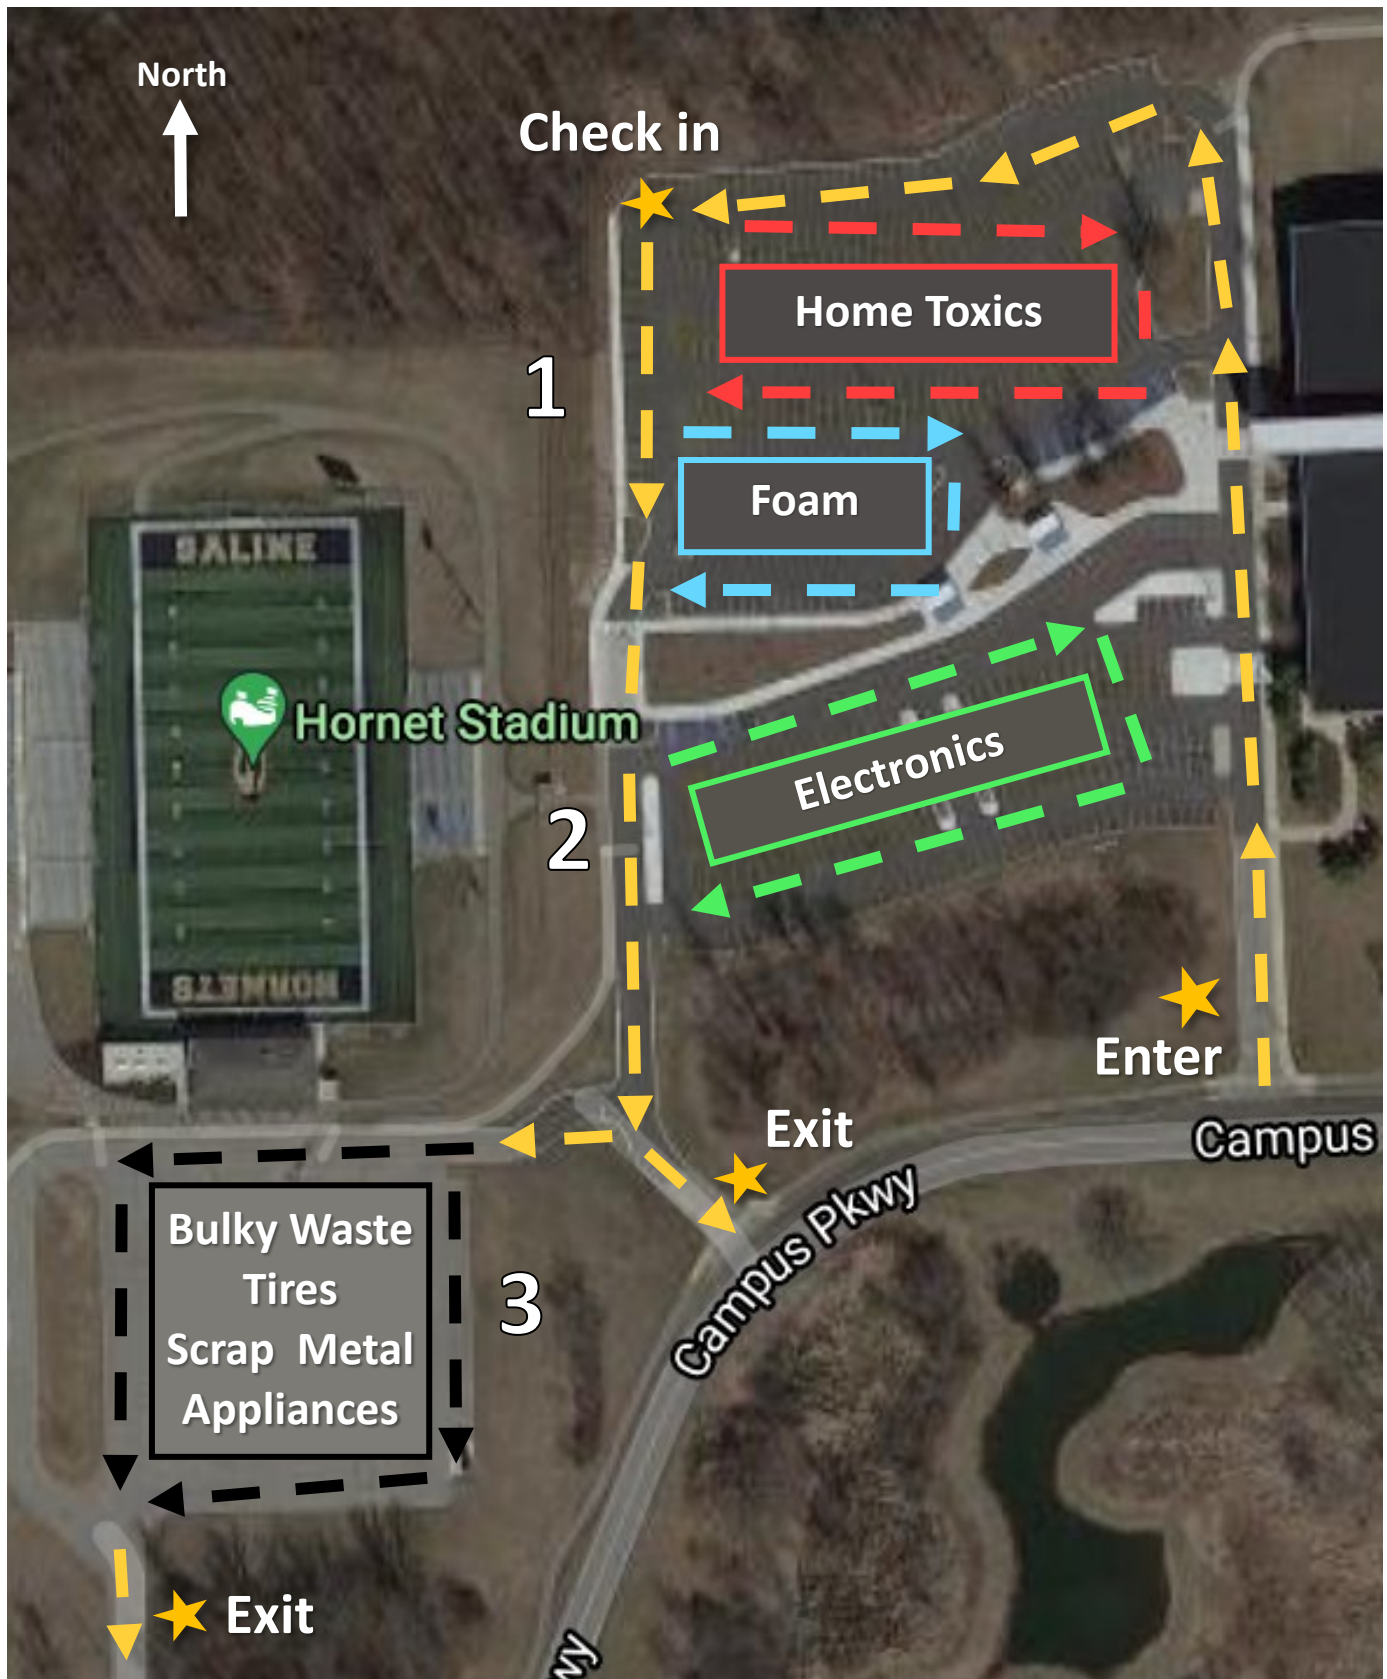 North
Check in
Home Toxics
1
Foam
SALINE
Hornet Stadium
Electronics
2
HORNETS
Enter
Exit
Campus
Campus Pkwy
Bulky Waste
Tires
Scrap Metal
Appliances
3
Exit
wy